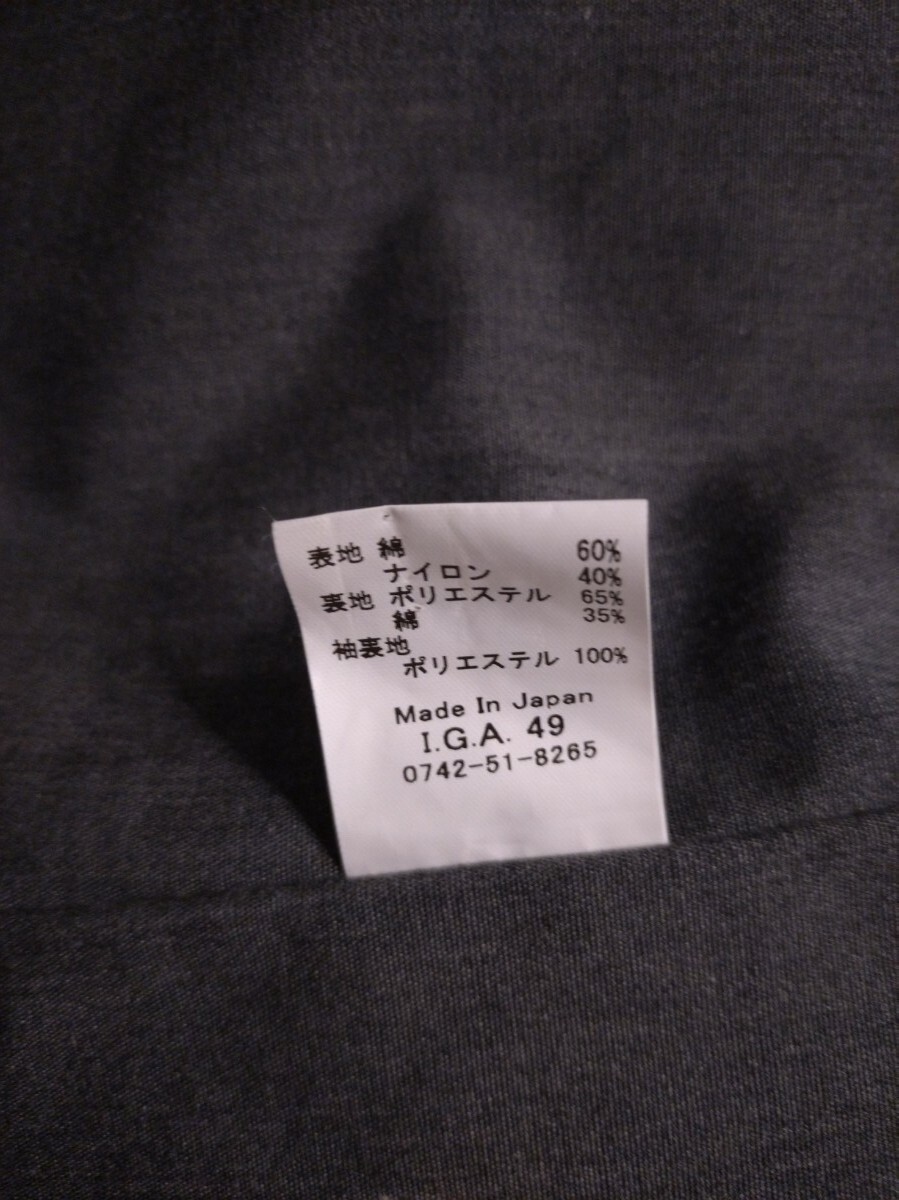 表地 綿 60%
ナイロン 40%
裏地 ポリエステル 65%
綿 35%
袖裏地
ポリエステル 100%
Made In Japan
I.G.A. 49
0742-51-8265